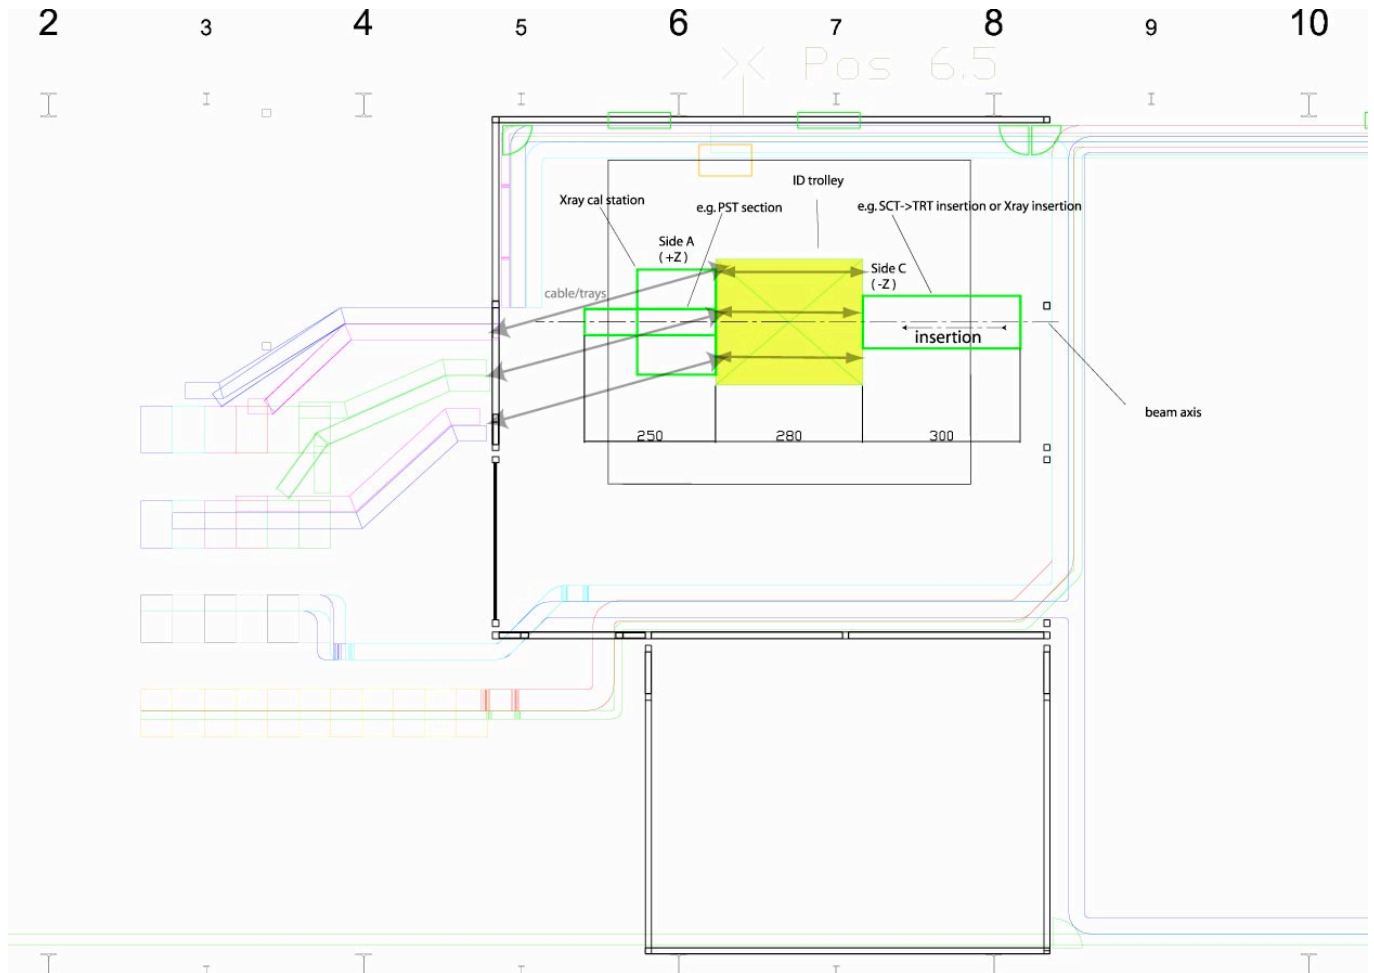 2 3 4 5 6 7 8 9 10
Pos 6.5
ID trolley
Xray cal station
e.g. PST section
e.g. SCT->TRT insertion or Xray insertion
Side A
(+Z)
Side C
(-Z)
cable/trays
insertion
beam axis
250 280 300